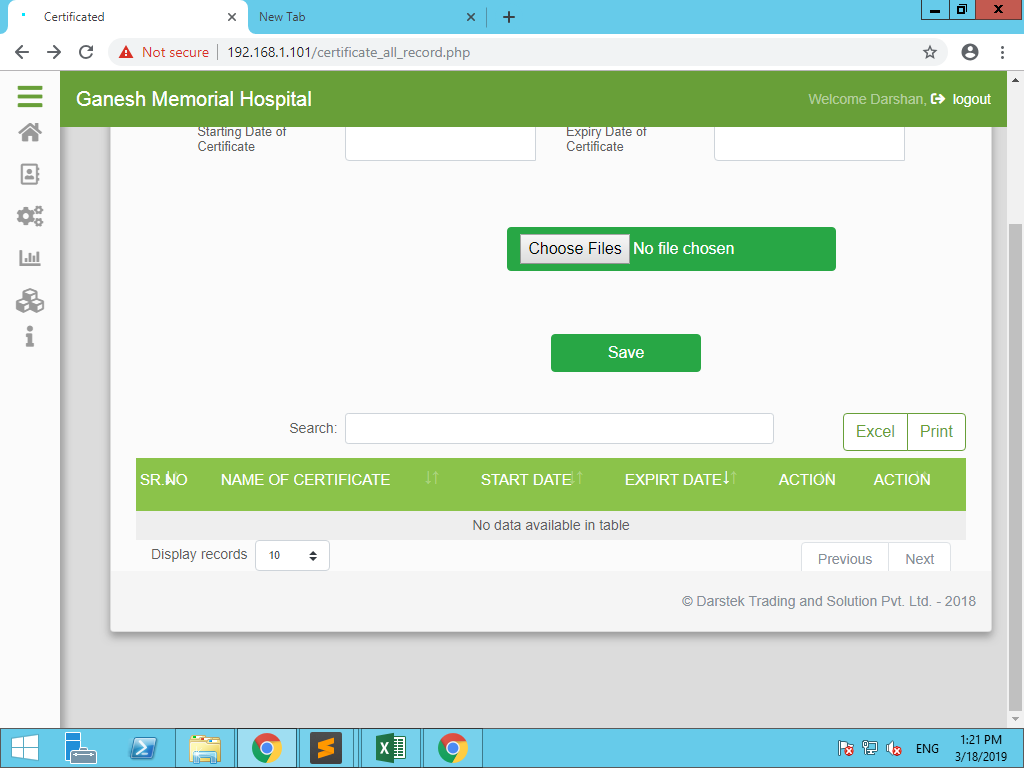 Certificated
New Tab
Not secure 192.168.1.101/certificate_all_record.php
Ganesh Memorial Hospital
Welcome Darshan, logout
Starting Date of
Certificate
Expiry Date of
Certificate
Choose Files No file chosen
Save
Search:
Excel Print
SR.NO NAME OF CERTIFICATE START DATE EXPIRT DATE ACTION ACTION
No data available in table
Display records 10
Previous Next
© Darstek Trading and Solution Pvt. Ltd. - 2018
ENG
1:21 PM
3/18/2019